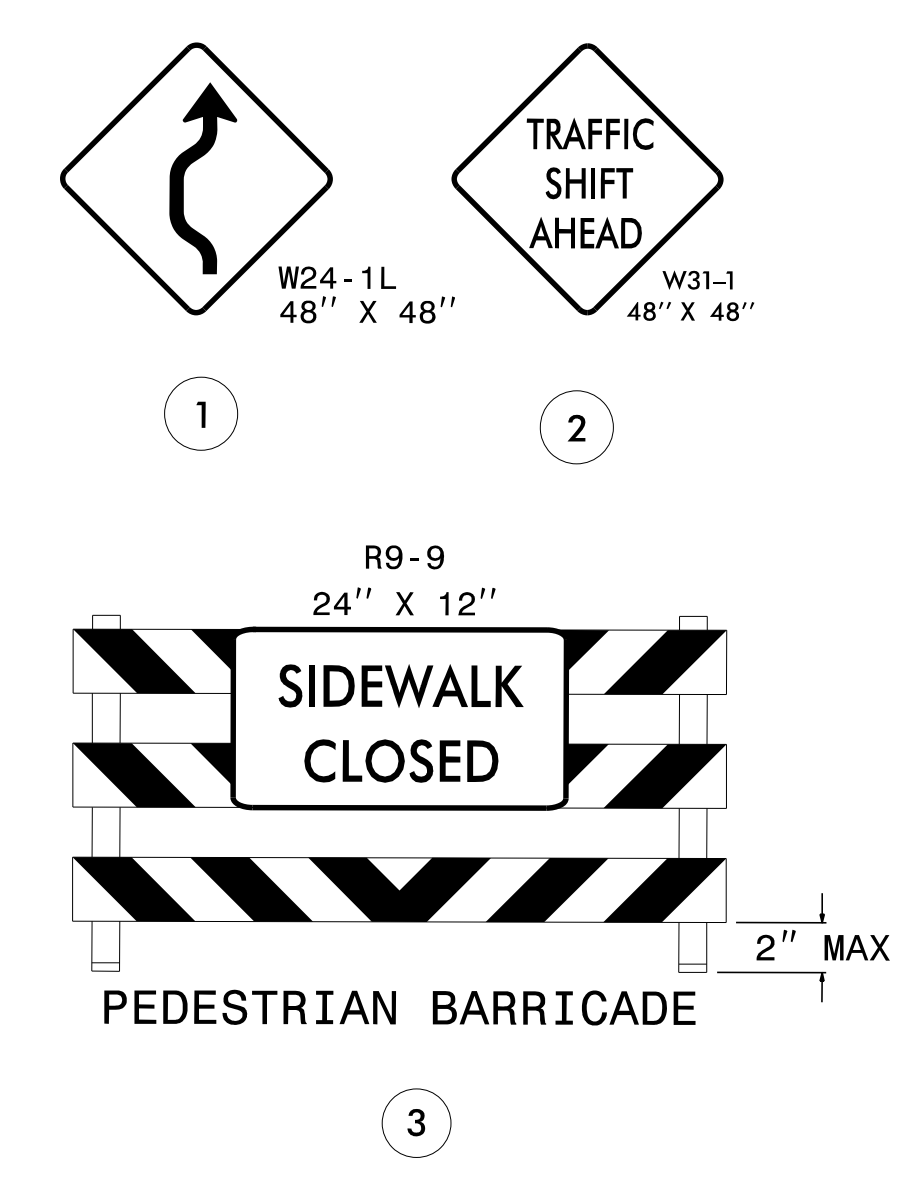 TRAFFIC
SHIFT
AHEAD
W24-1L
48" X 48"
W31-1
48" X 48"
1
2
R9-9
24" X 12"
SIDEWALK
CLOSED
2" MAX
PEDESTRIAN BARRICADE
3